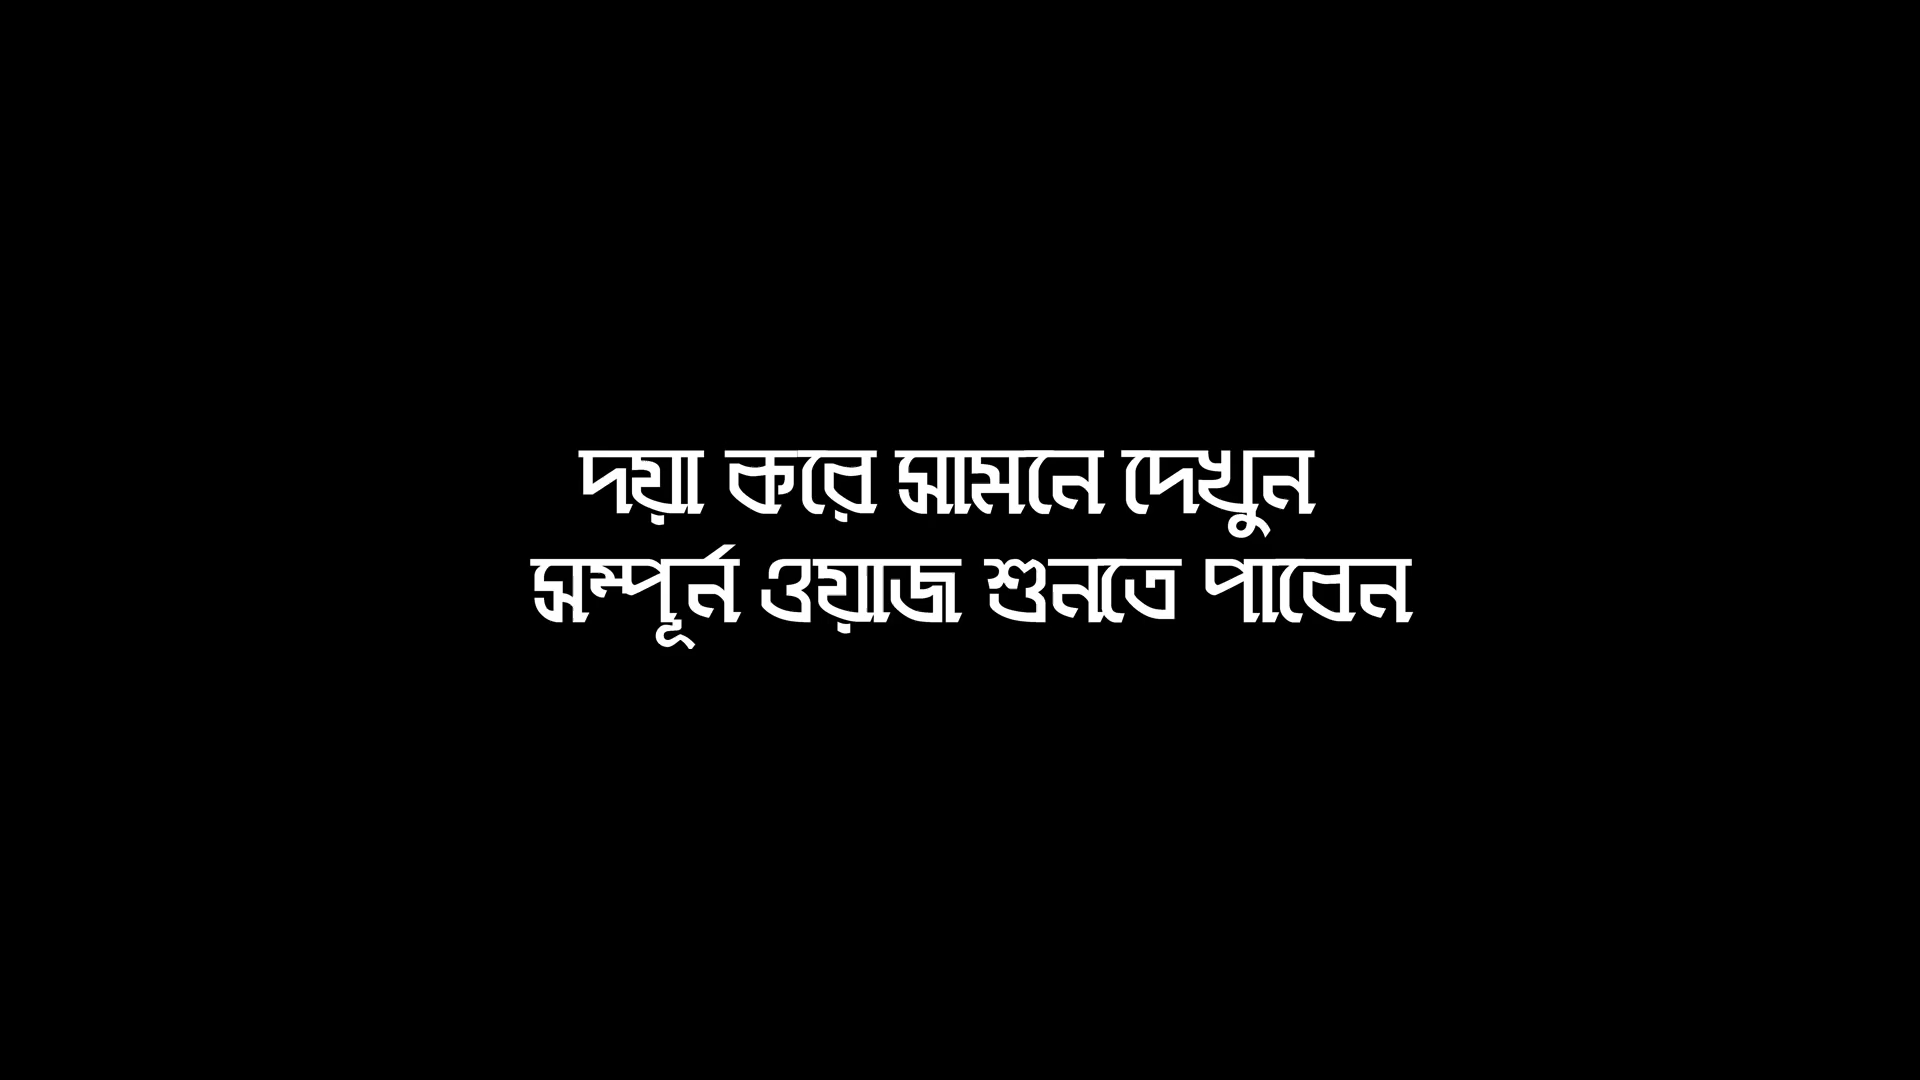 দয়া করে সামনে দেখুন
সম্পূর্ন ওয়াজ শুনতে পাবেন